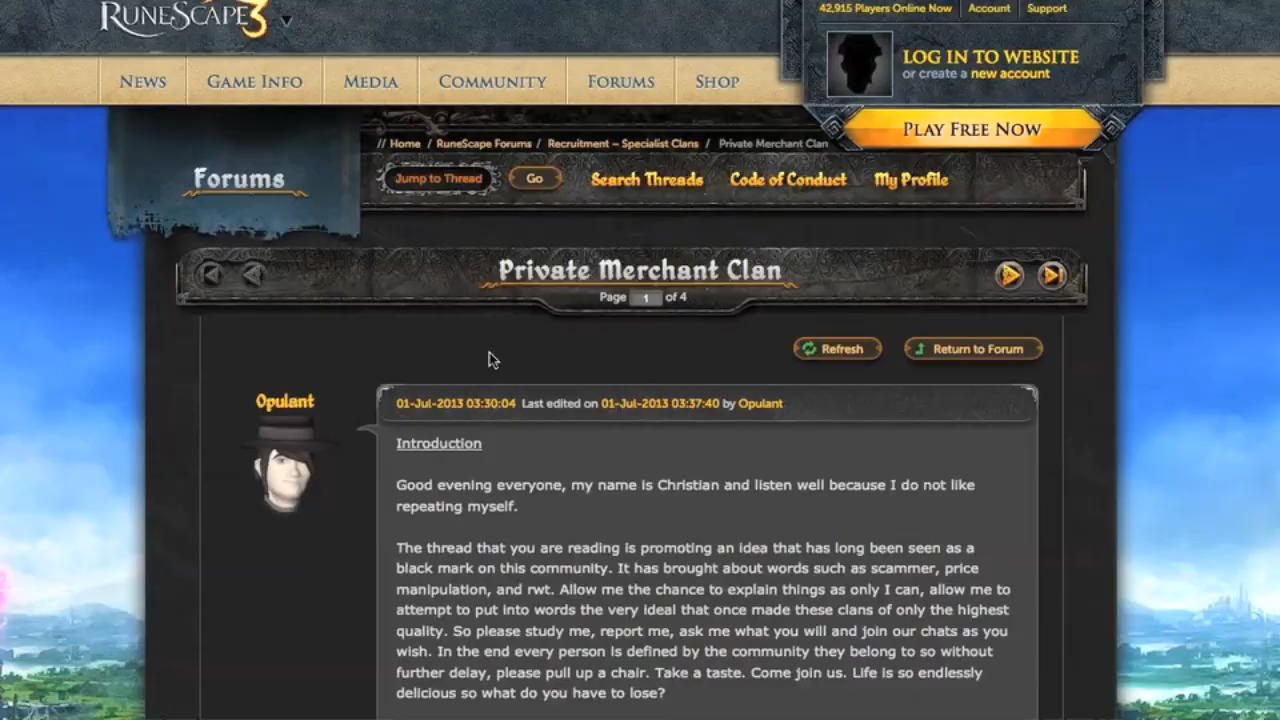 RuneScape 3
42,915 Players Online Now
Account
Support
LOG IN TO WEBSITE
or create a new account
PLAY FREE NOW
NEWS
GAME INFO
MEDIA
COMMUNITY
FORUMS
SHOP
Forums
// Home / RuneScape Forums / Recruitment – Specialist Clans / Private Merchant Clan
Jump to Thread
Go
Search Threads
Code of Conduct
My Profile
Private Merchant Clan
Page 1 of 4
Refresh
Return to Forum
Opulant
01-Jul-2013 03:30:04 Last edited on 01-Jul-2013 03:37:40 by Opulant
Introduction
Good evening everyone, my name is Christian and listen well because I do not like
repeating myself.
The thread that you are reading is promoting an idea that has long been seen as a
black mark on this community. It has brought about words such as scammer, price
manipulation, and rwt. Allow me the chance to explain things as only I can, allow me to
attempt to put into words the very ideal that once made these clans of only the highest
quality. So please study me, report me, ask me what you will and join our chats as you
wish. In the end every person is defined by the community they belong to so without
further delay, please pull up a chair. Take a taste. Come join us. Life is so endlessly
delicious so what do you have to lose?